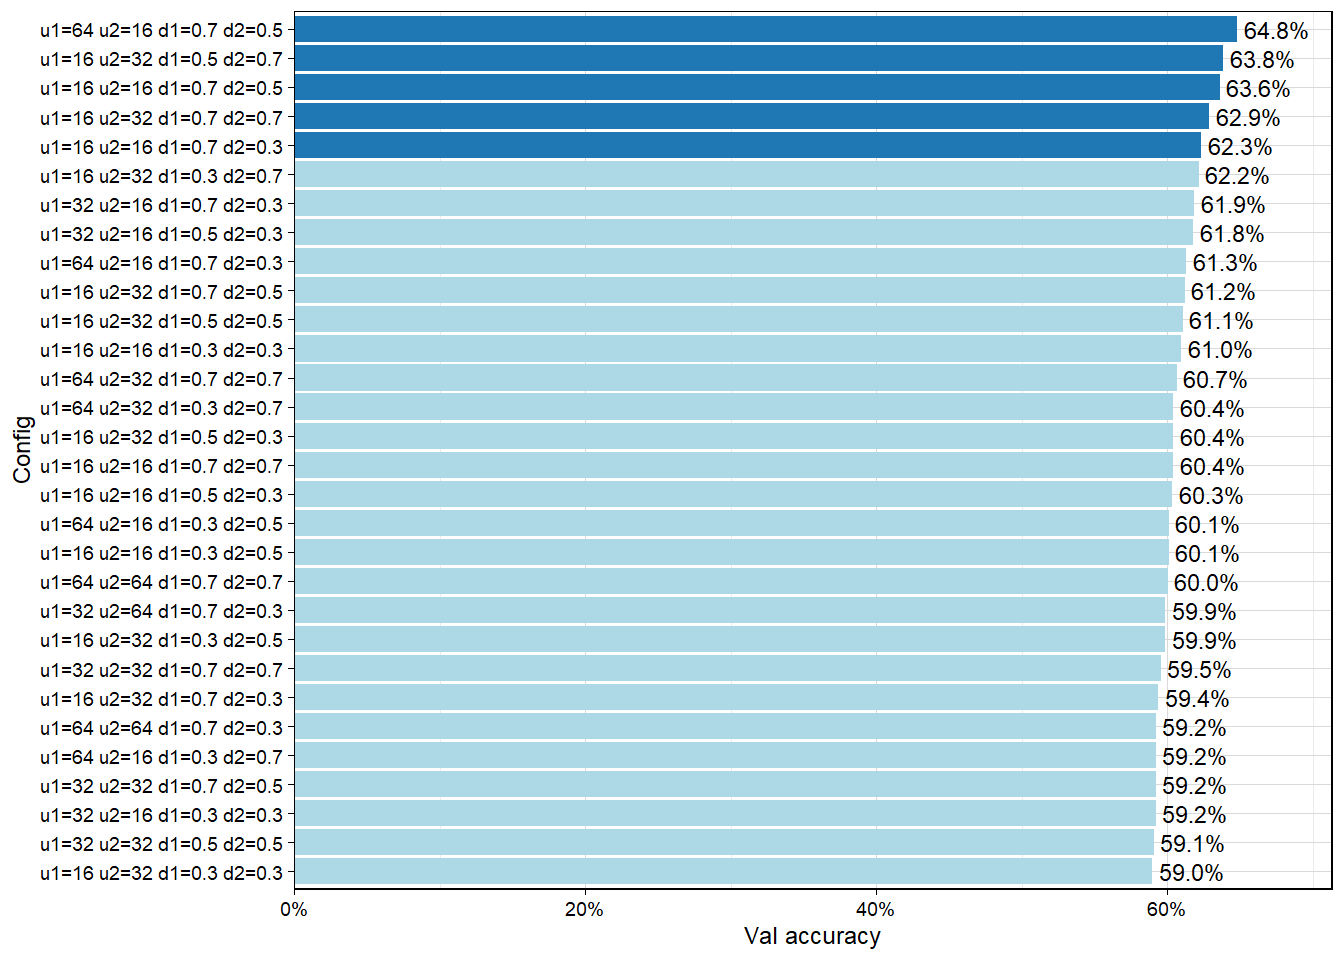 u1=64 u2=16 d1=0.7 d2=0.5 64.8%
u1=16 u2=32 d1=0.5 d2=0.7 63.8%
u1=16 u2=16 d1=0.7 d2=0.5 63.6%
u1=16 u2=32 d1=0.7 d2=0.7 62.9%
u1=16 u2=16 d1=0.7 d2=0.3 62.3%
u1=16 u2=32 d1=0.3 d2=0.7 62.2%
u1=32 u2=16 d1=0.7 d2=0.3 61.9%
u1=32 u2=16 d1=0.5 d2=0.3 61.8%
u1=64 u2=16 d1=0.7 d2=0.3 61.3%
u1=16 u2=32 d1=0.7 d2=0.5 61.2%
u1=16 u2=32 d1=0.5 d2=0.5 61.1%
u1=16 u2=16 d1=0.3 d2=0.3 61.0%
u1=64 u2=32 d1=0.7 d2=0.7 60.7%
u1=64 u2=32 d1=0.3 d2=0.7 60.4%
u1=16 u2=32 d1=0.5 d2=0.3 60.4%
u1=16 u2=16 d1=0.7 d2=0.7 60.4%
u1=16 u2=16 d1=0.5 d2=0.3 60.3%
u1=64 u2=16 d1=0.3 d2=0.5 60.1%
u1=16 u2=16 d1=0.3 d2=0.5 60.1%
u1=64 u2=64 d1=0.7 d2=0.7 60.0%
u1=32 u2=64 d1=0.7 d2=0.3 59.9%
u1=16 u2=32 d1=0.3 d2=0.5 59.9%
u1=32 u2=32 d1=0.7 d2=0.7 59.5%
u1=16 u2=32 d1=0.7 d2=0.3 59.4%
u1=64 u2=64 d1=0.7 d2=0.3 59.2%
u1=64 u2=16 d1=0.3 d2=0.7 59.2%
u1=32 u2=32 d1=0.7 d2=0.5 59.2%
u1=32 u2=16 d1=0.3 d2=0.3 59.2%
u1=32 u2=32 d1=0.5 d2=0.5 59.1%
u1=16 u2=32 d1=0.3 d2=0.3 59.0%
Config
0% 20% 40% 60%
Val accuracy